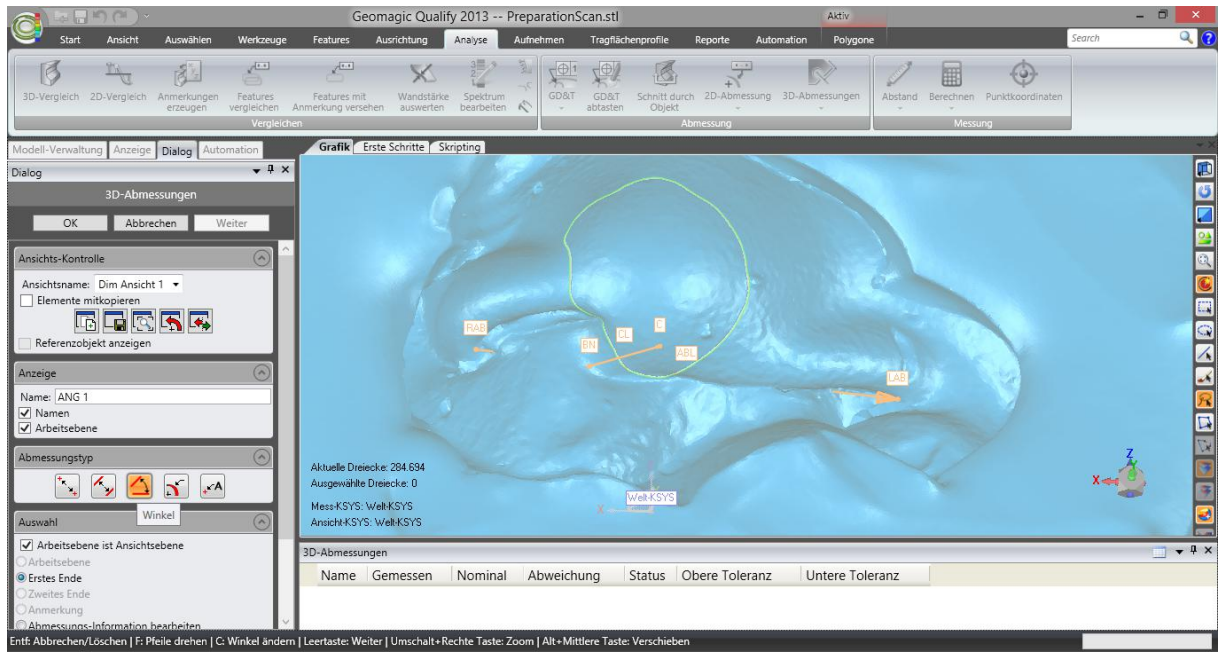 Geomagic Qualify 2013 -- PreparationScan.stl
Aktiv
Start Ansicht Auswählen Werkzeuge Features Ausrichtung Analyse Aufnehmen Tragflächenprofile Reporte Automation Polygone
Search
3D-Vergleich 2D-Vergleich Anmerkungen erzeugen Features vergleichen Features mit Anmerkung versehen Wandstärke auswerten Spektrum bearbeiten GD&T GD&T abtasten Schnitt durch Objekt 2D-Abmessung 3D-Abmessungen Abstand Berechnen Punktkoordinaten
Vergleichen Abmessung Messung
Modell-Verwaltung Anzeige Dialog Automation
Grafik Erste Schritte Skripting
Dialog
3D-Abmessungen
OK Abbrechen Weiter
Ansichts-Kontrolle
Ansichtsname: Dim Ansicht 1
Elemente mitkopieren
Referenzobjekt anzeigen
Anzeige
Name: ANG 1
Namen
Arbeitsebene
Abmessungstyp
Winkel
Auswahl
Arbeitsebene ist Ansichtsebene
Arbeitsebene
Erstes Ende
Zweites Ende
Anmerkung
Abmessungs-Information bearbeiten
RAB
BN
CL
C
ABL
LAB
Aktuelle Dreiecke: 284.694
Ausgewählte Dreiecke: 0
Mess-KSYS: Welt-KSYS
Ansicht-KSYS: Welt-KSYS
Welt-KSYS
X
Z
X
3D-Abmessungen
Name Gemessen Nominal Abweichung Status Obere Toleranz Untere Toleranz
Entf: Abbrechen/Löschen | F: Pfeile drehen | C: Winkel ändern | Leertaste: Weiter | Umschalt+Rechte Taste: Zoom | Alt+Mittlere Taste: Verschieben